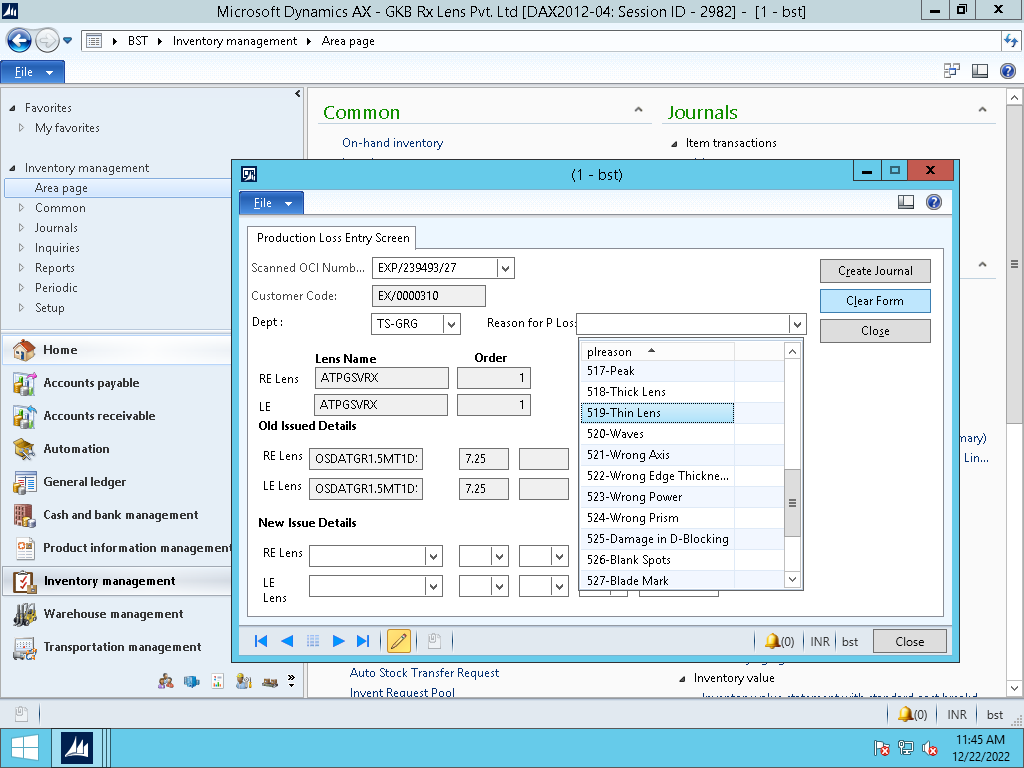 Microsoft Dynamics AX - GKB Rx Lens Pvt. Ltd [DAX2012-04: Session ID - 2982] - [1 - bst]
BST
Inventory management
Area page
File
Favorites
My favorites
Inventory management
Area page
Common
Journals
Inquiries
Reports
Periodic
Setup
Home
Accounts payable
Accounts receivable
Automation
General ledger
Cash and bank management
Product information management
Inventory management
Warehouse management
Transportation management
Common
On-hand inventory
Journals
Item transactions
(1 - bst)
File
Production Loss Entry Screen
Scanned OCI Numb... EXP/239493/27
Customer Code: EX/0000310
Dept : TS-GRG Reason for P Los
Create Journal
Clear Form
Close
Lens Name Order
RE Lens ATPGSVRX 1
LE ATPGSVRX 1
Old Issued Details
RE Lens OSDATGR1.5MT1D: 7.25
LE Lens OSDATGR1.5MT1D: 7.25
New Issue Details
RE Lens
LE
Lens
plreason
517-Peak
518-Thick Lens
519-Thin Lens
520-Waves
521-Wrong Axis
522-Wrong Edge Thickne...
523-Wrong Power
524-Wrong Prism
525-Damage in D-Blocking
526-Blank Spots
527-Blade Mark
mary)
Lin...
(0) INR bst Close
Auto Stock Transfer Request
Invent Request Pool
Inventory value
Inventory value statement with standard cost breakd
(0) INR bst
11:45 AM
12/22/2022